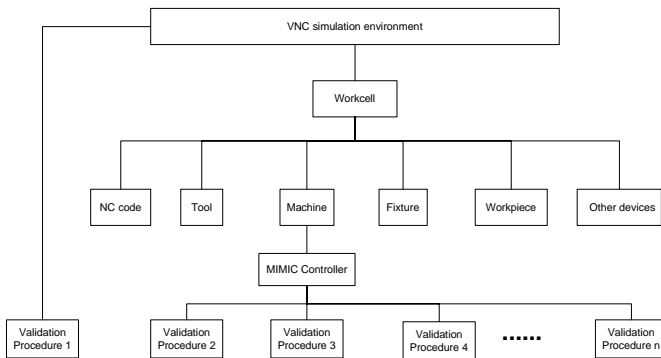 VNC simulation environment
Workcell
NC code
Tool
Machine
Fixture
Workpiece
Other devices
MIMIC Controller
Validation
Procedure 1
Validation
Procedure 2
Validation
Procedure 3
Validation
Procedure 4
......
Validation
Procedure n